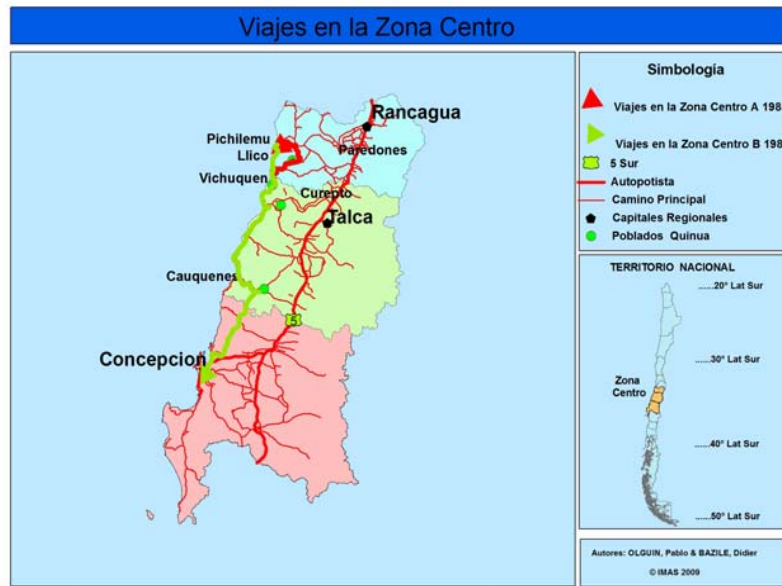 Viajes en la Zona Centro
Rancagua
Pichilemu
Llico
Paredones
Vichuquen
Curepto
Talca
Cauquenes
5
Concepcion
Simbología
Viajes en la Zona Centro A 198
Viajes en la Zona Centro B 198
5 Sur
Autopotista
Camino Principal
Capitales Regionales
Poblados Quinua
TERRITORIO NACIONAL
......20° Lat Sur
......30° Lat Sur
Zona
Centro
......40° Lat Sur
......50° Lat Sur
Autores: OLGUIN, Pablo & BAZILE, Didier
© IMAS 2009